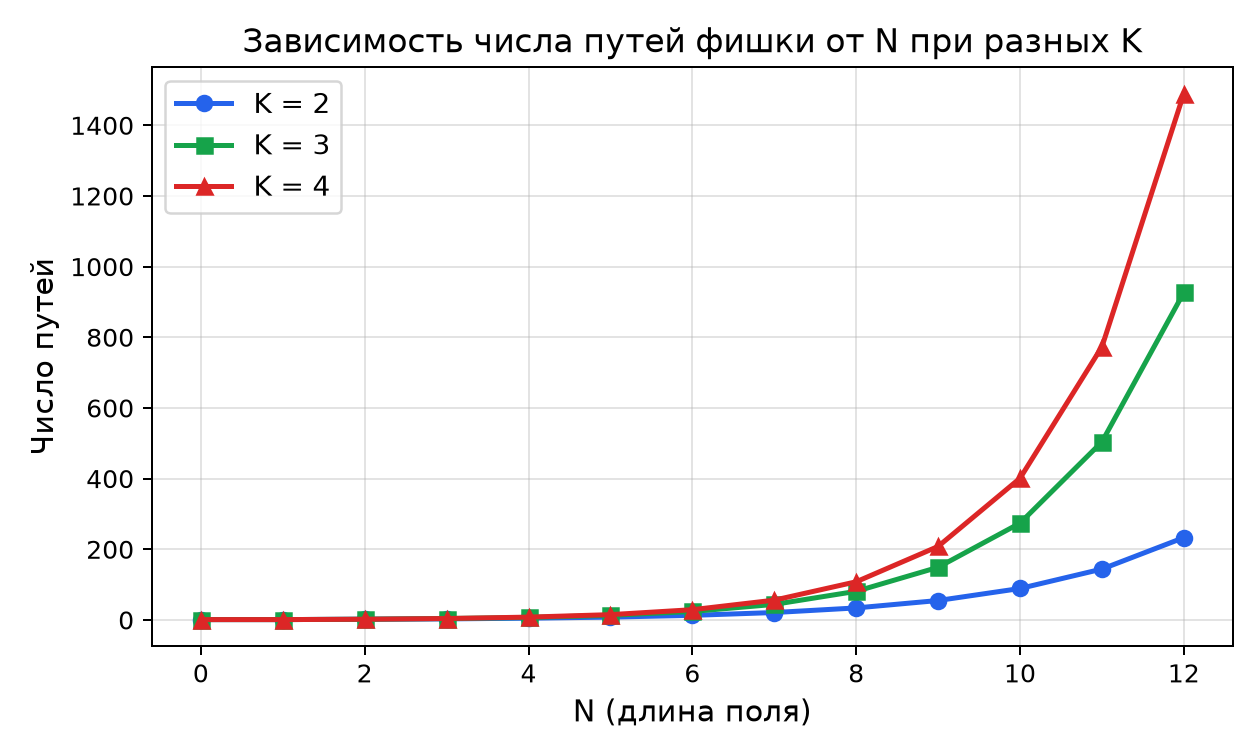 Зависимость числа путей фишки от N при разных K
K = 2
K = 3
K = 4
Число путей
1400
1200
1000
800
600
400
200
0
0 2 4 6 8 10 12
N (длина поля)